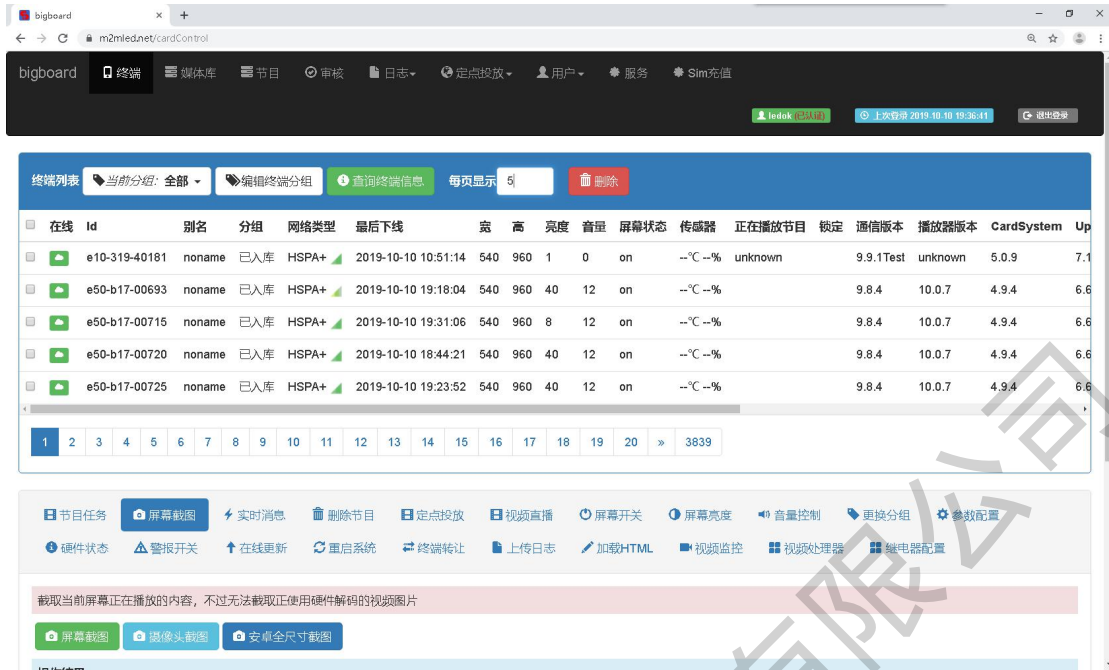 bigboard
m2mled.net/cardControl
bigboard 终端 媒体库 节目 审核 日志 定点投放 用户 服务 Sim充值
ledok (已认证) 上次登录 2019-10-10 19:36:41 退出登录
终端列表 当前分组: 全部 编辑终端分组 查询终端信息 每页显示 5 删除
在线 Id 别名 分组 网络类型 最后下线 宽 高 亮度 音量 屏幕状态 传感器 正在播放节目 锁定 通信版本 播放器版本 CardSystem Up
e10-319-40181 noname 已入库 HSPA+ 2019-10-10 10:51:14 540 960 1 0 on --℃ --% unknown 9.9.1Test unknown 5.0.9 7.1
e50-b17-00693 noname 已入库 HSPA+ 2019-10-10 19:18:04 540 960 40 12 on --℃ --% 9.8.4 10.0.7 4.9.4 6.6
e50-b17-00715 noname 已入库 HSPA+ 2019-10-10 19:31:06 540 960 8 12 on --℃ --% 9.8.4 10.0.7 4.9.4 6.6
e50-b17-00720 noname 已入库 HSPA+ 2019-10-10 18:44:21 540 960 40 12 on --℃ --% 9.8.4 10.0.7 4.9.4 6.6
e50-b17-00725 noname 已入库 HSPA+ 2019-10-10 19:23:52 540 960 40 12 on --℃ --% 9.8.4 10.0.7 4.9.4 6.6
1 2 3 4 5 6 7 8 9 10 11 12 13 14 15 16 17 18 19 20 » 3839
节目任务 屏幕截图 实时消息 删除节目 定点投放 视频直播 屏幕开关 屏幕亮度 音量控制 更换分组 参数配置
硬件状态 警报开关 在线更新 重启系统 终端转让 上传日志 加载HTML 视频监控 视频处理器 继电器配置
截取当前屏幕正在播放的内容，不过无法截取正使用硬件解码的视频图片
屏幕截图 摄像头截图 安卓全尺寸截图
有限公司